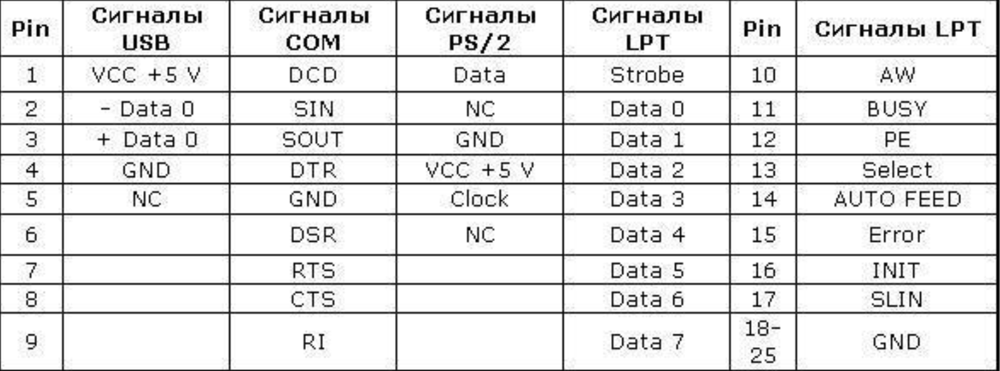 Pin Сигналы USB Сигналы COM Сигналы PS/2 Сигналы LPT Pin Сигналы LPT
1 VCC +5 V DCD Data Strobe 10 AW
2 - Data 0 SIN NC Data 0 11 BUSY
3 + Data 0 SOUT GND Data 1 12 PE
4 GND DTR VCC +5 V Data 2 13 Select
5 NC GND Clock Data 3 14 AUTO FEED
6 DSR NC Data 4 15 Error
7 RTS Data 5 16 INIT
8 CTS Data 6 17 SLIN
9 RI Data 7 18-25 GND